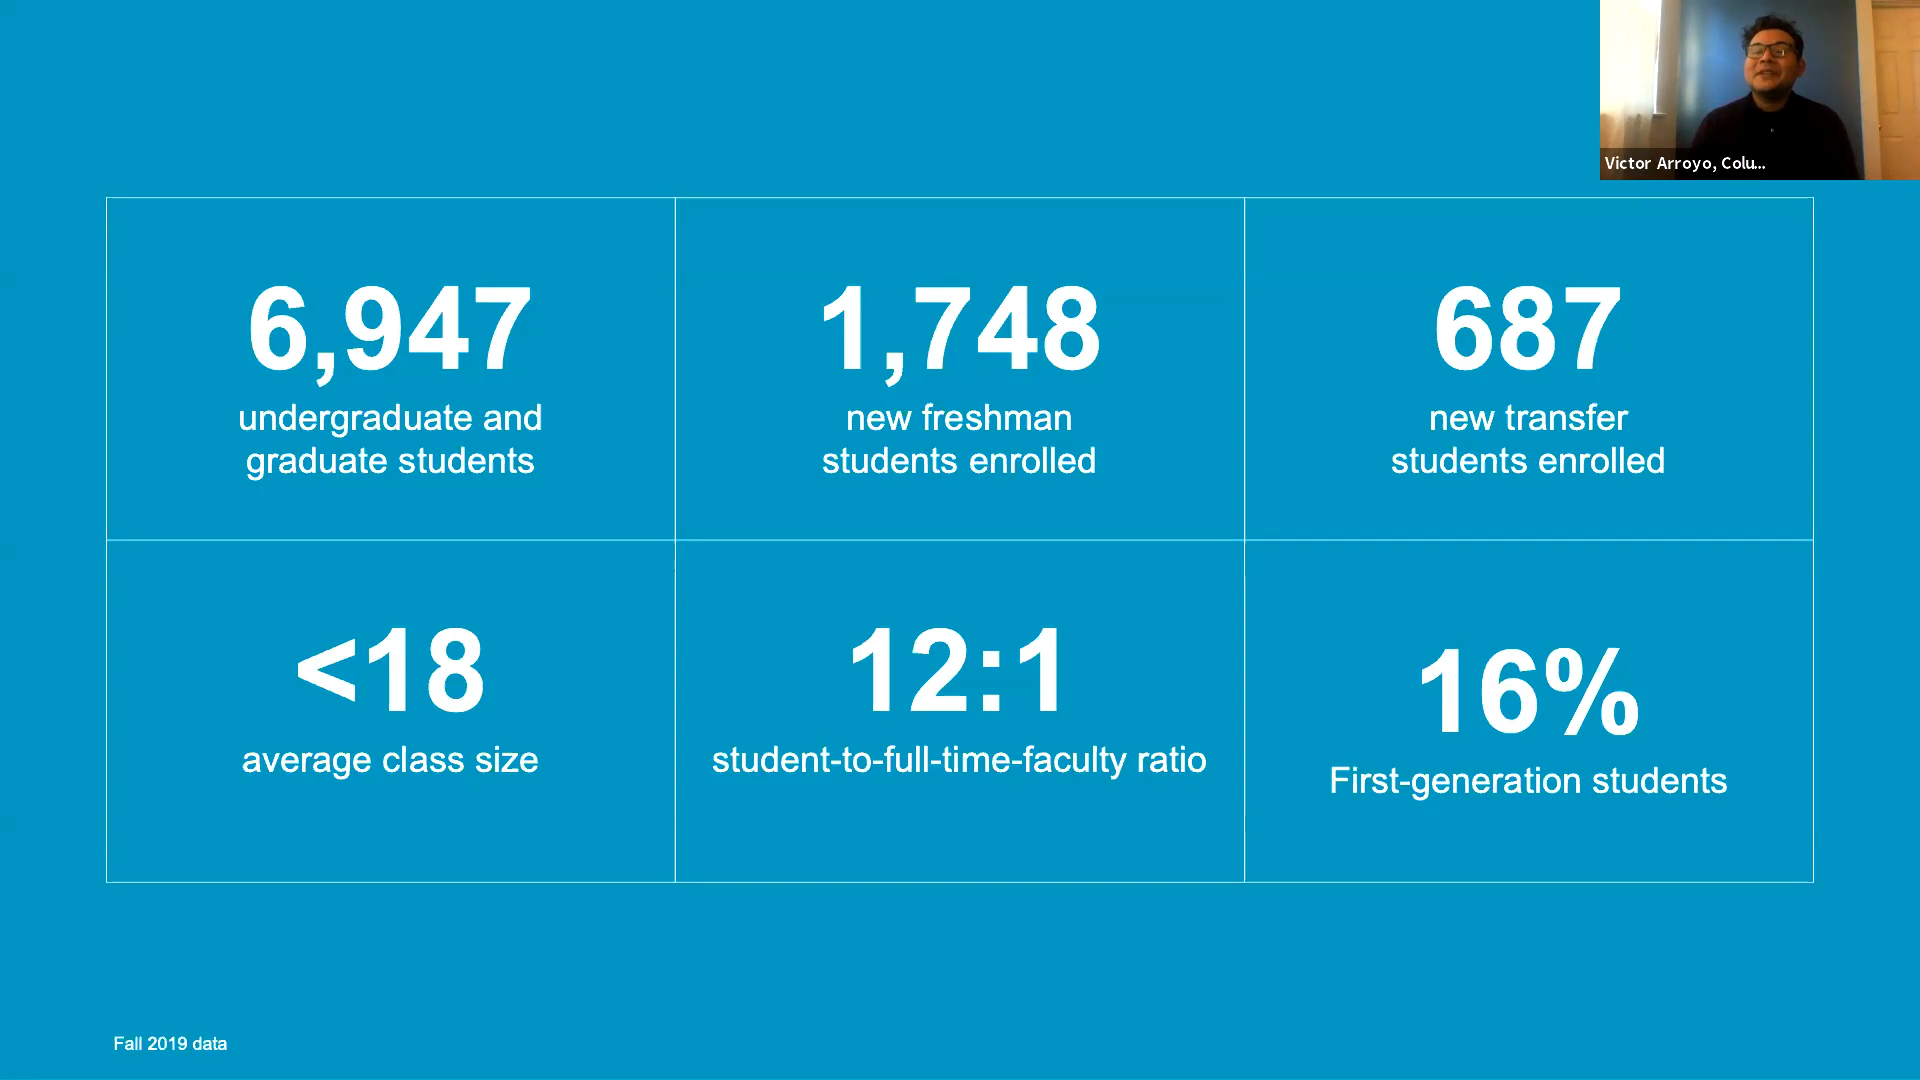 Victor Arroyo, Colu...
6,947
undergraduate and
graduate students
1,748
new freshman
students enrolled
687
new transfer
students enrolled
<18
average class size
12:1
student-to-full-time-faculty ratio
16%
First-generation students
Fall 2019 data